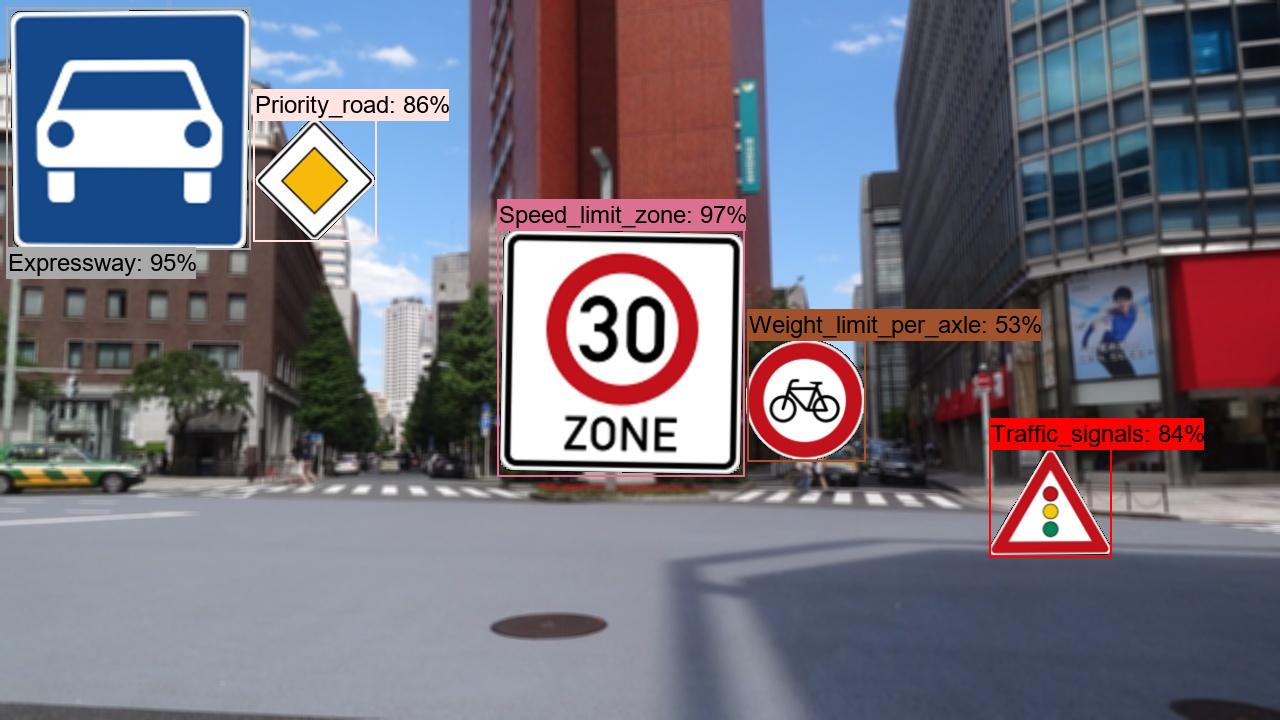 Priority_road: 86%
Speed_limit_zone: 97%
Expressway: 95%
30
ZONE
Weight_limit_per_axle: 53%
Traffic_signals: 84%